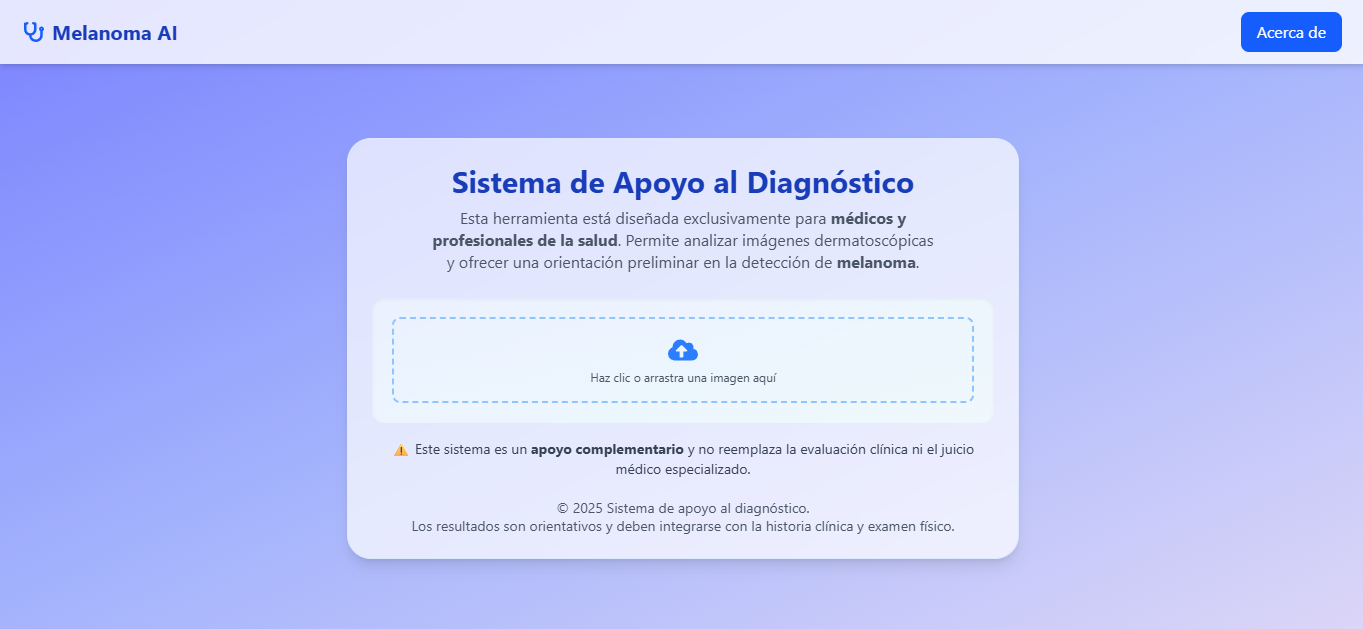 Melanoma AI
Acerca de
Sistema de Apoyo al Diagnóstico
Esta herramienta está diseñada exclusivamente para médicos y
profesionales de la salud. Permite analizar imágenes dermatoscópicas
y ofrecer una orientación preliminar en la detección de melanoma.
Haz clic o arrastra una imagen aquí
⚠️ Este sistema es un apoyo complementario y no reemplaza la evaluación clínica ni el juicio
médico especializado.
© 2025 Sistema de apoyo al diagnóstico.
Los resultados son orientativos y deben integrarse con la historia clínica y examen físico.